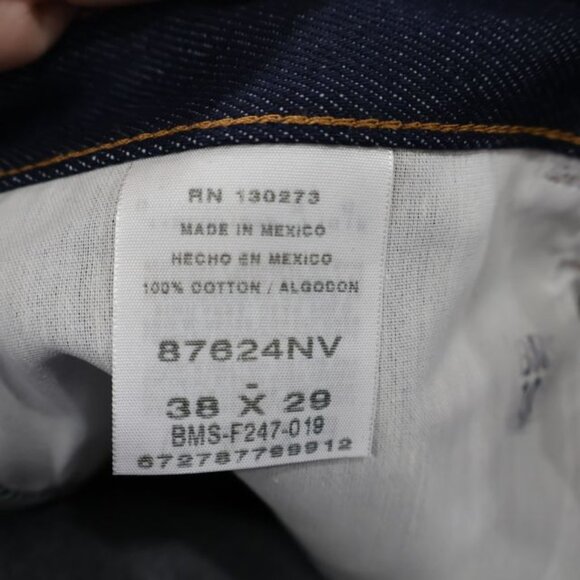 RN 130273
MADE IN MEXICO
HECHO EN MEXICO
100% COTTON / ALGODON
87624NV
38 X 29
BMS-F247-019
672787799912